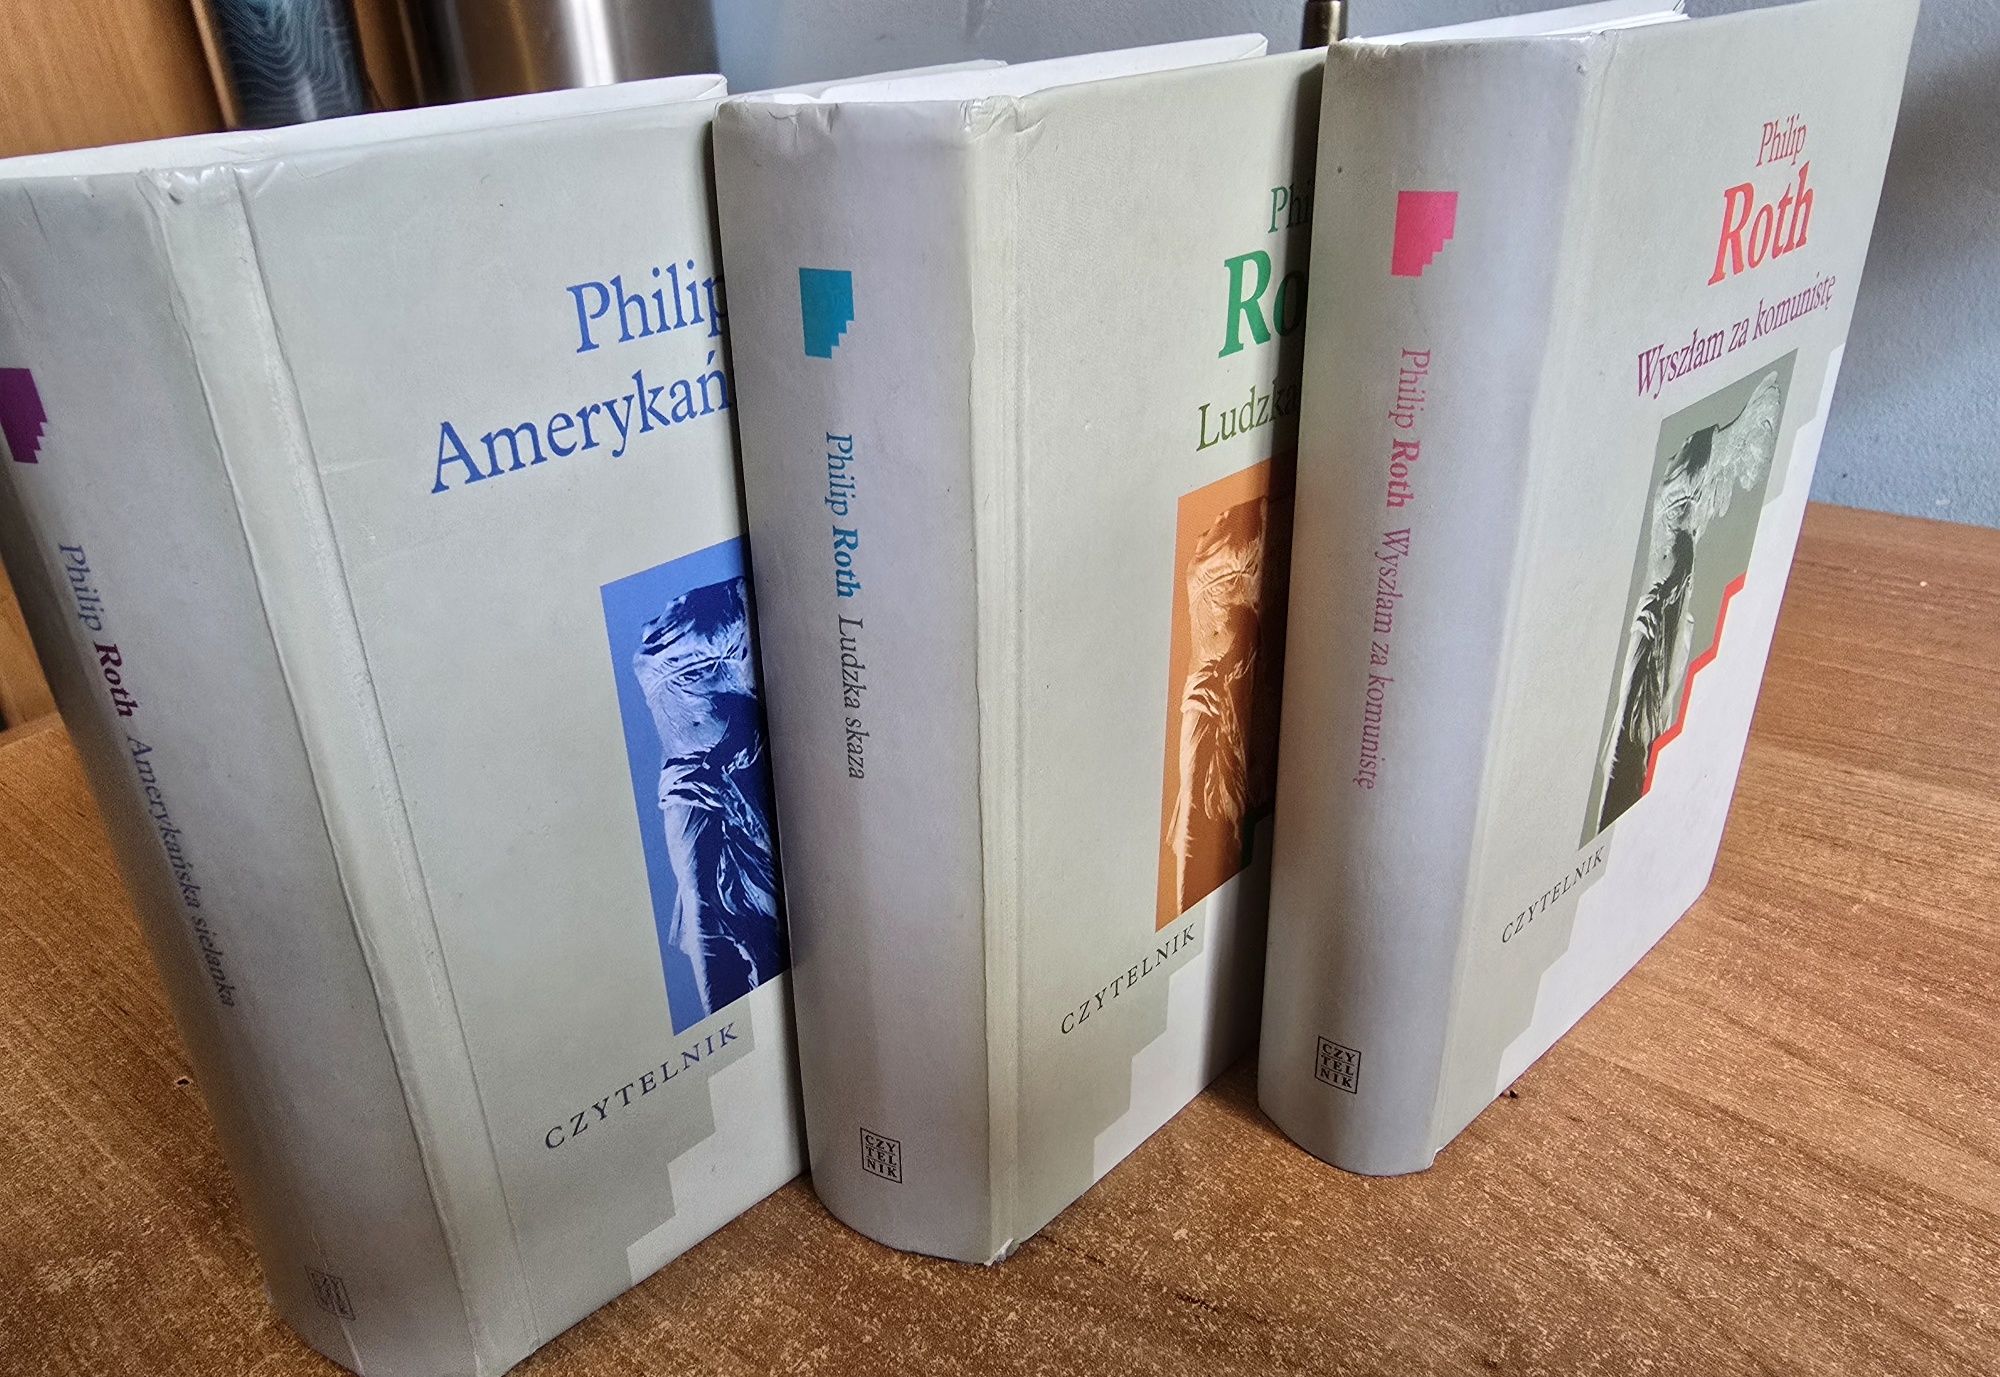 Philip Roth Amerykańska sielanka
Philip
Amerykań
CZYTELNIK
Philip Roth Ludzka skaza
CZY
TEL
NIK
Phi
Ro
Ludzka
CZYTELNIK
Philip Roth Wyszłam za komunistę
CZY
TEL
NIK
Philip
Roth
Wyszłam za komunistę
CZYTELNIK